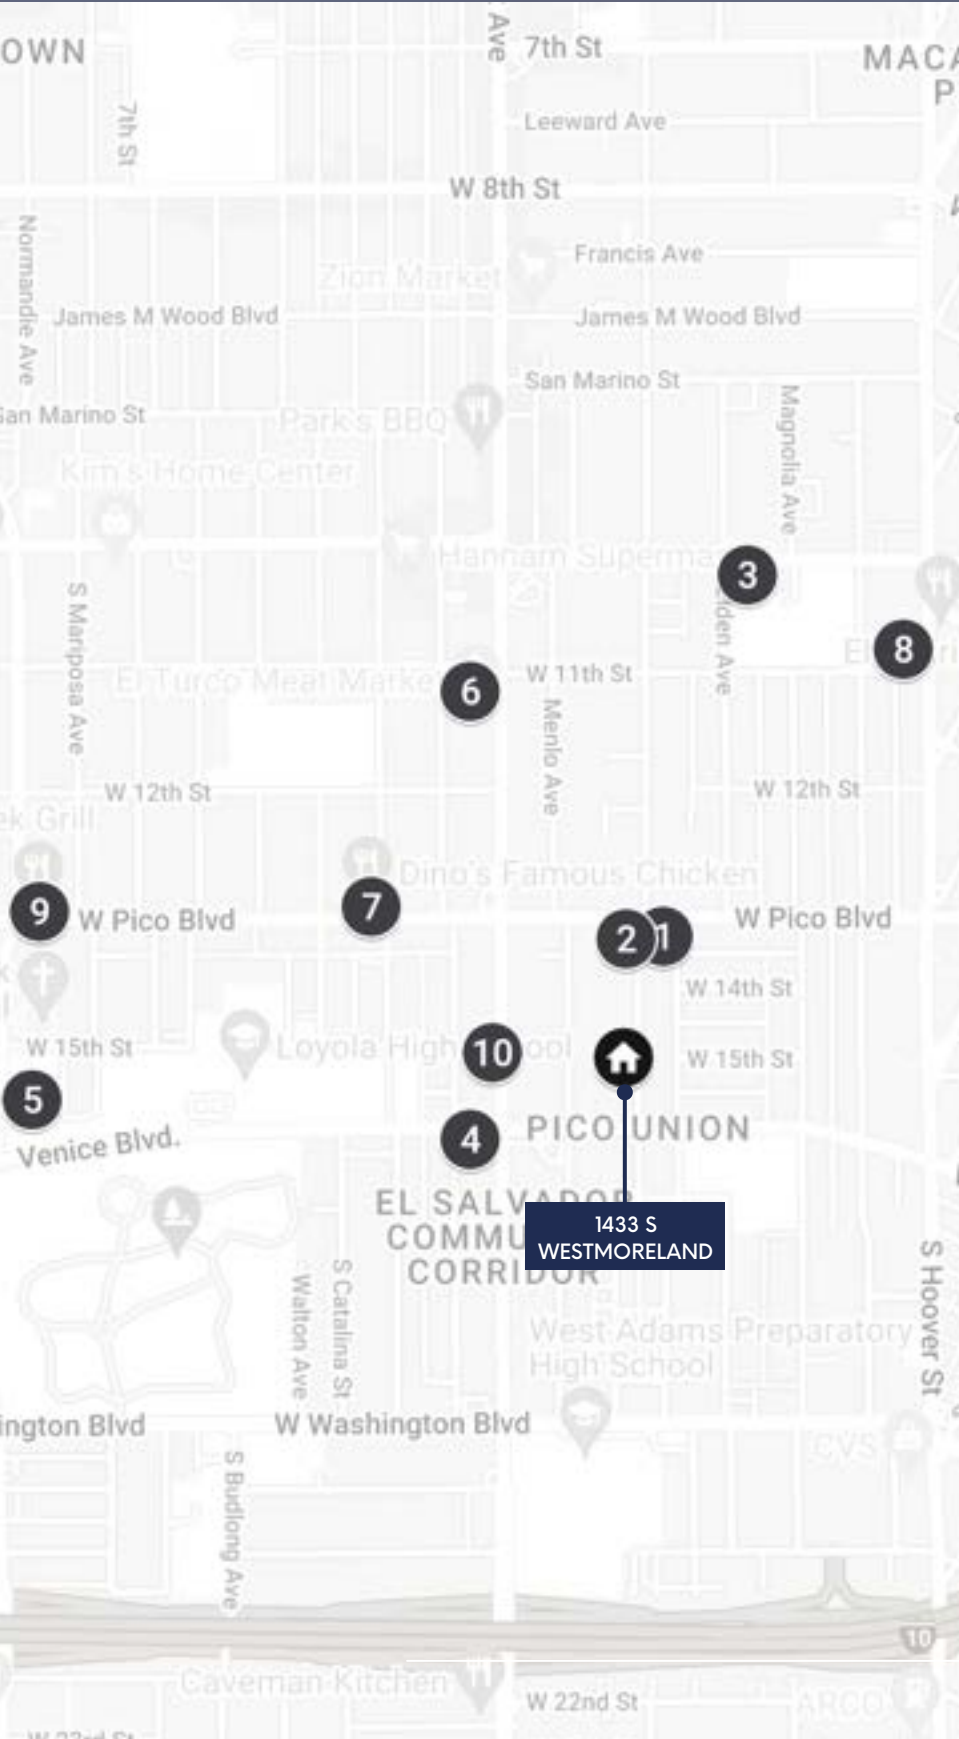 OWN
Ave
7th St
MACA
P
7th St
Leeward Ave
W 8th St
Normandie Ave
Francis Ave
Zion Market
James M Wood Blvd
James M Wood Blvd
San Marino St
San Marino St
Park's BBQ
Magnolia Ave
Kim's Home Center
Hannam Superma
3
S Mariposa Ave
lden Ave
8
El Turco Meat Marke
6
W 11th St
Menlo Ave
W 12th St
W 12th St
ek Grill
Dino's Famous Chicken
9
W Pico Blvd
7
2
1
W Pico Blvd
W 14th St
W 15th St
Loyola High
10
ool
W 15th St
5
Venice Blvd.
4
PICO UNION
EL SALVADOR
COMMU
CORRIDOR
1433 S
WESTMORELAND
S Hoover St
Walton Ave
S Catalina St
West Adams Preparatory
High School
ington Blvd
W Washington Blvd
CVS
S Budlong Ave
10
Caveman Kitchen
W 22nd St
ARCO
W 23rd St